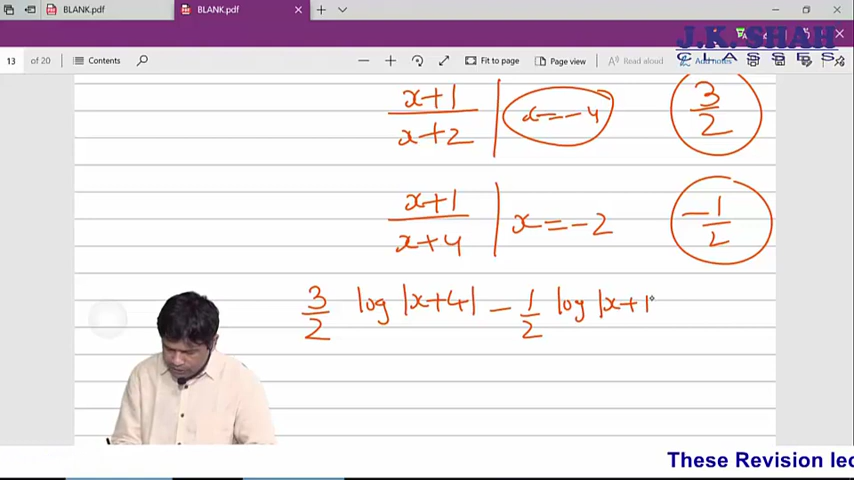 BLANK.pdf
BLANK.pdf
13 of 20 Contents Fit to page Page view Read aloud Add notes
J.K. SHAH
CLASSES
x+1/x+2 | x=-4 3/2
x+1/x+4 | x=-2 -1/2
3/2 log |x+4| - 1/2 log |x+1
These Revision lec